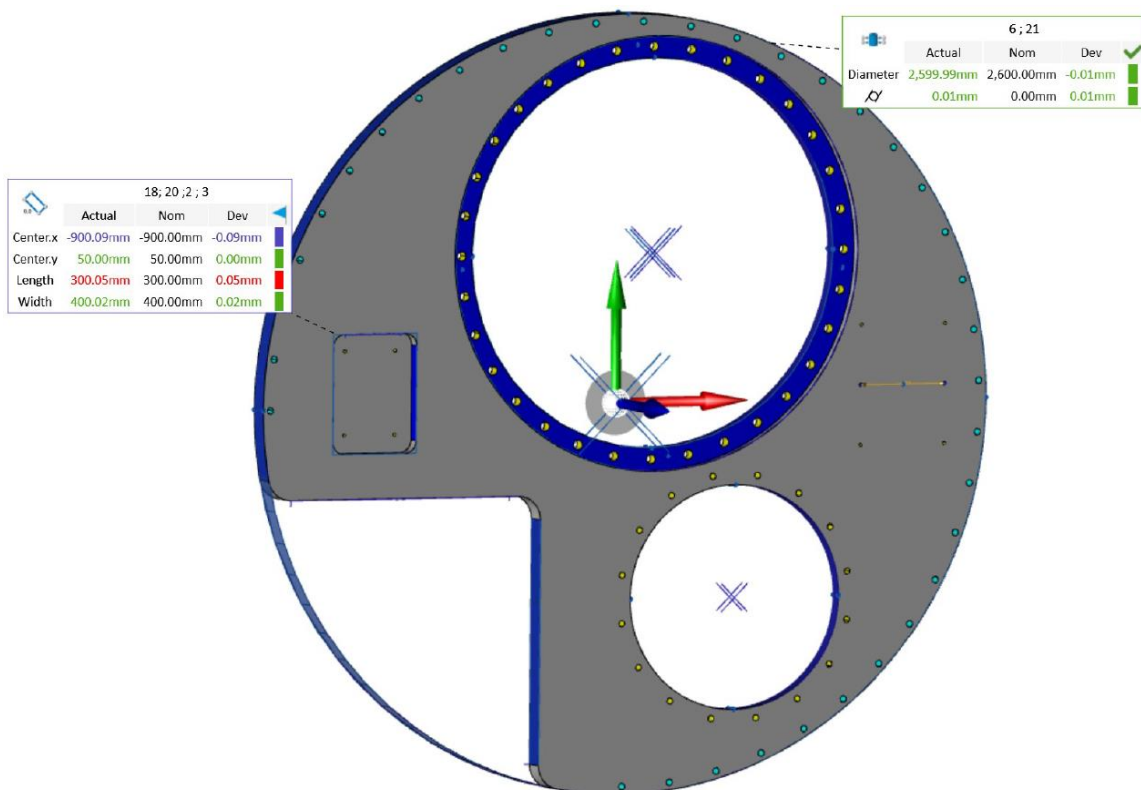 6 ; 21
Actual Nom Dev
Diameter 2,599.99mm 2,600.00mm -0.01mm
0.01mm 0.00mm 0.01mm
18; 20 ;2 ; 3
Actual Nom Dev
Center.x -900.09mm -900.00mm -0.09mm
Center.y 50.00mm 50.00mm 0.00mm
Length 300.05mm 300.00mm 0.05mm
Width 400.02mm 400.00mm 0.02mm